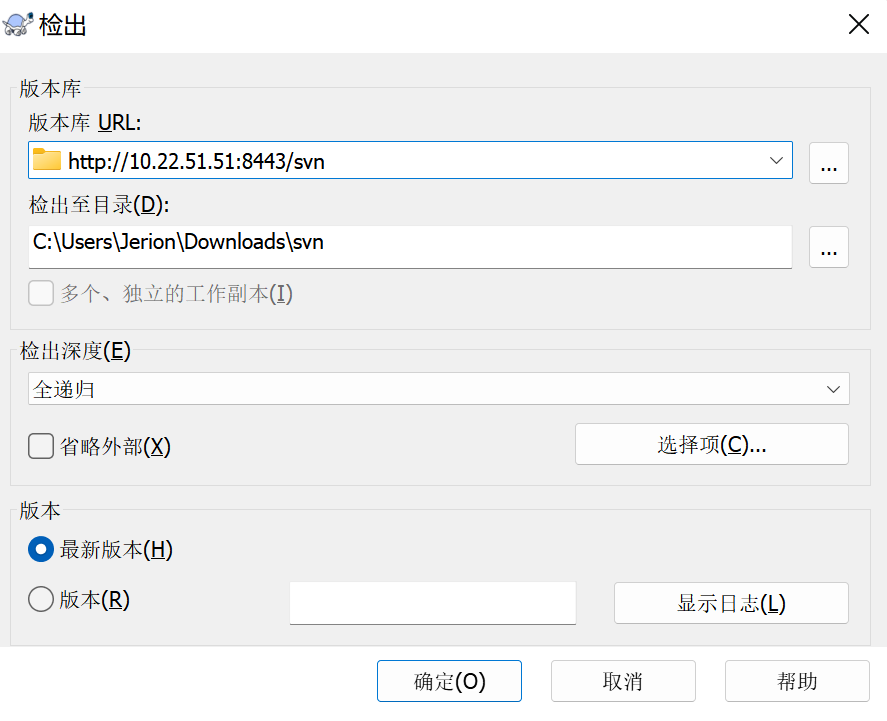 检出
版本库
版本库 URL:
http://10.22.51.51:8443/svn
...
检出至目录(D):
C:\Users\Jerion\Downloads\svn
...
多个、独立的工作副本(I)
检出深度(E)
全递归
省略外部(X)
选择项(C)...
版本
最新版本(H)
版本(R)
显示日志(L)
确定(O)
取消
帮助